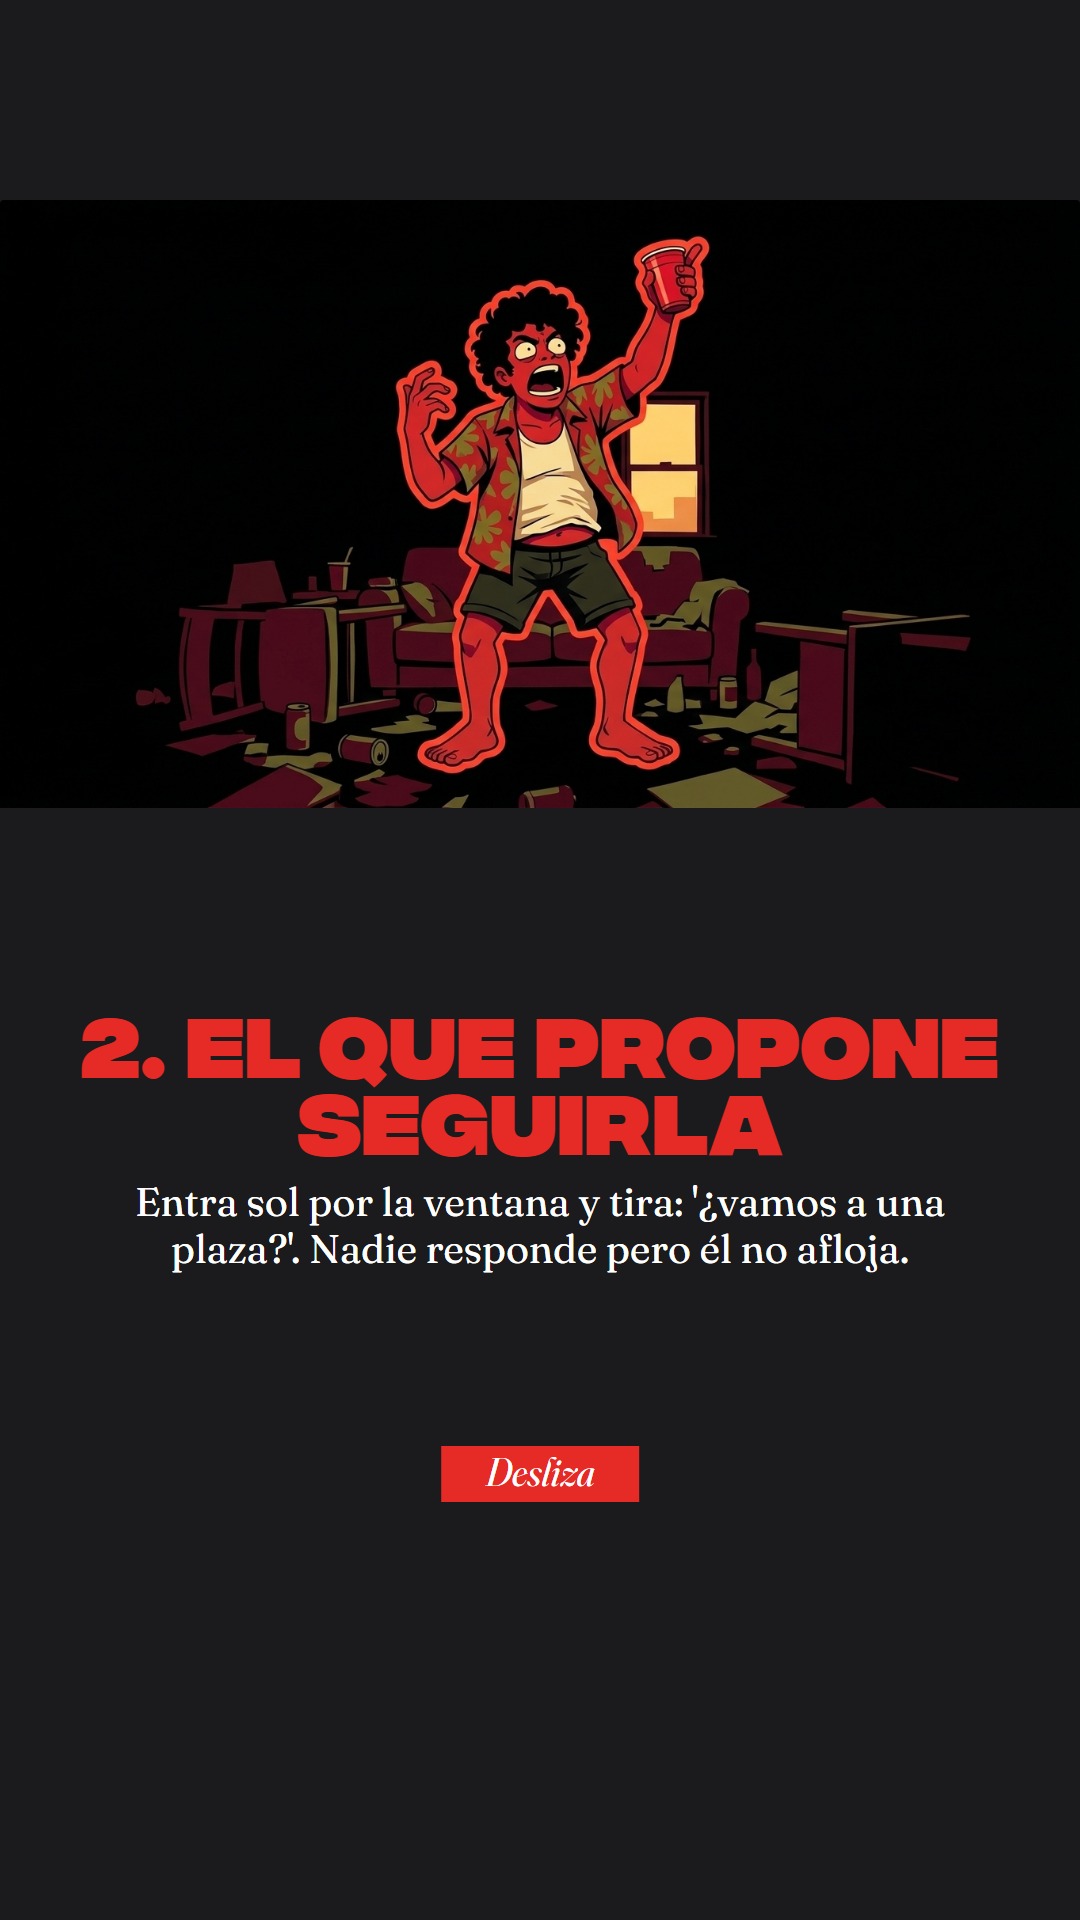 2. EL QUE PROPONE
SEGUIRLA
Entra sol por la ventana y tira: '¿vamos a una
plaza?'. Nadie responde pero él no afloja.
Desliza